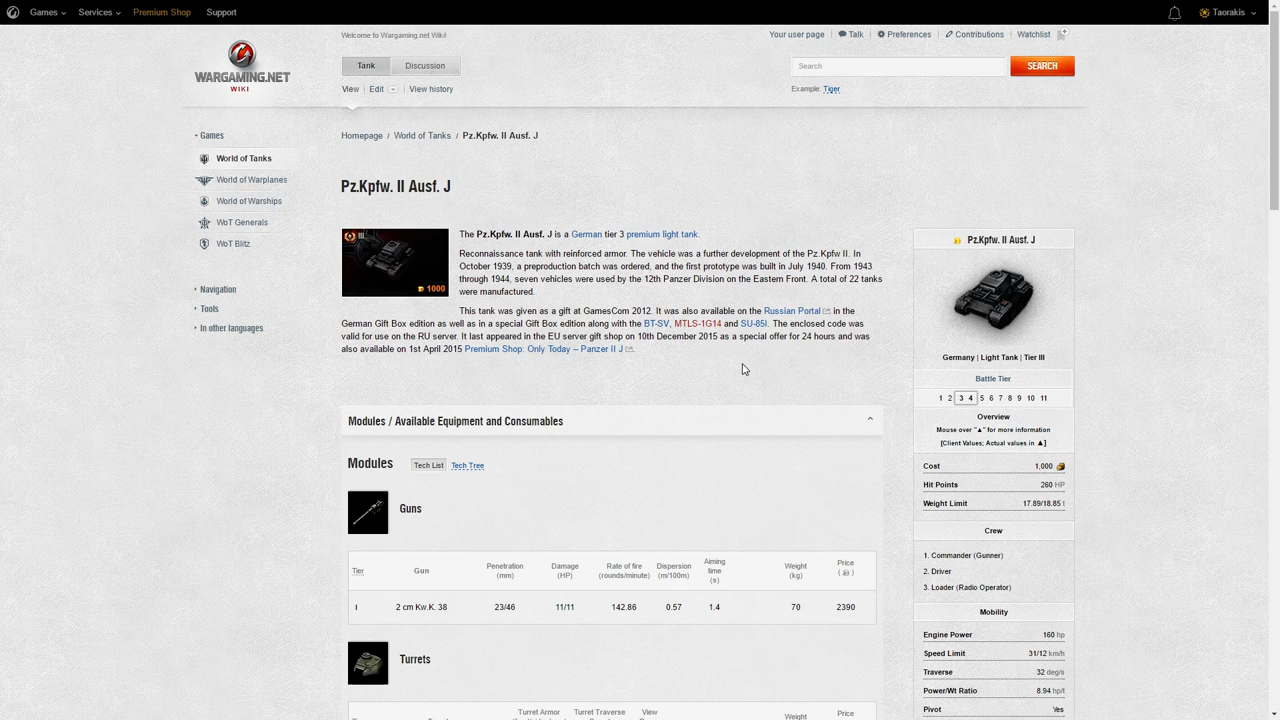 Games Services Premium Shop Support Taorakis
Welcome to Wargaming.net Wiki!
Your user page Talk Preferences Contributions Watchlist
WARGAMING.NET
WIKI
Tank Discussion
Search SEARCH
View Edit View history
Example: Tiger
Games
World of Tanks
World of Warplanes
World of Warships
WoT Generals
WoT Blitz
Navigation
Tools
In other languages
Homepage / World of Tanks / Pz.Kpfw. II Ausf. J
Pz.Kpfw. II Ausf. J
III
1000
The Pz.Kpfw. II Ausf. J is a German tier 3 premium light tank.
Reconnaissance tank with reinforced armor. The vehicle was a further development of the Pz.Kpfw II. In
October 1939, a preproduction batch was ordered, and the first prototype was built in July 1940. From 1943
through 1944, seven vehicles were used by the 12th Panzer Division on the Eastern Front. A total of 22 tanks
were manufactured.
This tank was given as a gift at GamesCom 2012. It was also available on the Russian Portal in the
German Gift Box edition as well as in a special Gift Box edition along with the BT-SV, MTLS-1G14 and SU-85I. The enclosed code was
valid for use on the RU server. It last appeared in the EU server gift shop on 10th December 2015 as a special offer for 24 hours and was
also available on 1st April 2015 Premium Shop: Only Today – Panzer II J .
Modules / Available Equipment and Consumables
Modules Tech List Tech Tree
Guns
Tier Gun Penetration (mm) Damage (HP) Rate of fire (rounds/minute) Dispersion (m/100m) Aiming time (s) Weight (kg) Price ( )
I 2 cm Kw.K. 38 23/46 11/11 142.86 0.57 1.4 70 2390
Turrets
Turret Armor Turret Traverse View Weight Price
Pz.Kpfw. II Ausf. J
Germany | Light Tank | Tier III
Battle Tier
1 2 3 4 5 6 7 8 9 10 11
Overview
Mouse over "▲" for more information
[Client Values; Actual values in ▲]
Cost 1,000
Hit Points 260 HP
Weight Limit 17.89/18.85 t
Crew
1. Commander (Gunner)
2. Driver
3. Loader (Radio Operator)
Mobility
Engine Power 160 hp
Speed Limit 31/12 km/h
Traverse 32 deg/s
Power/Wt Ratio 8.94 hp/t
Pivot Yes